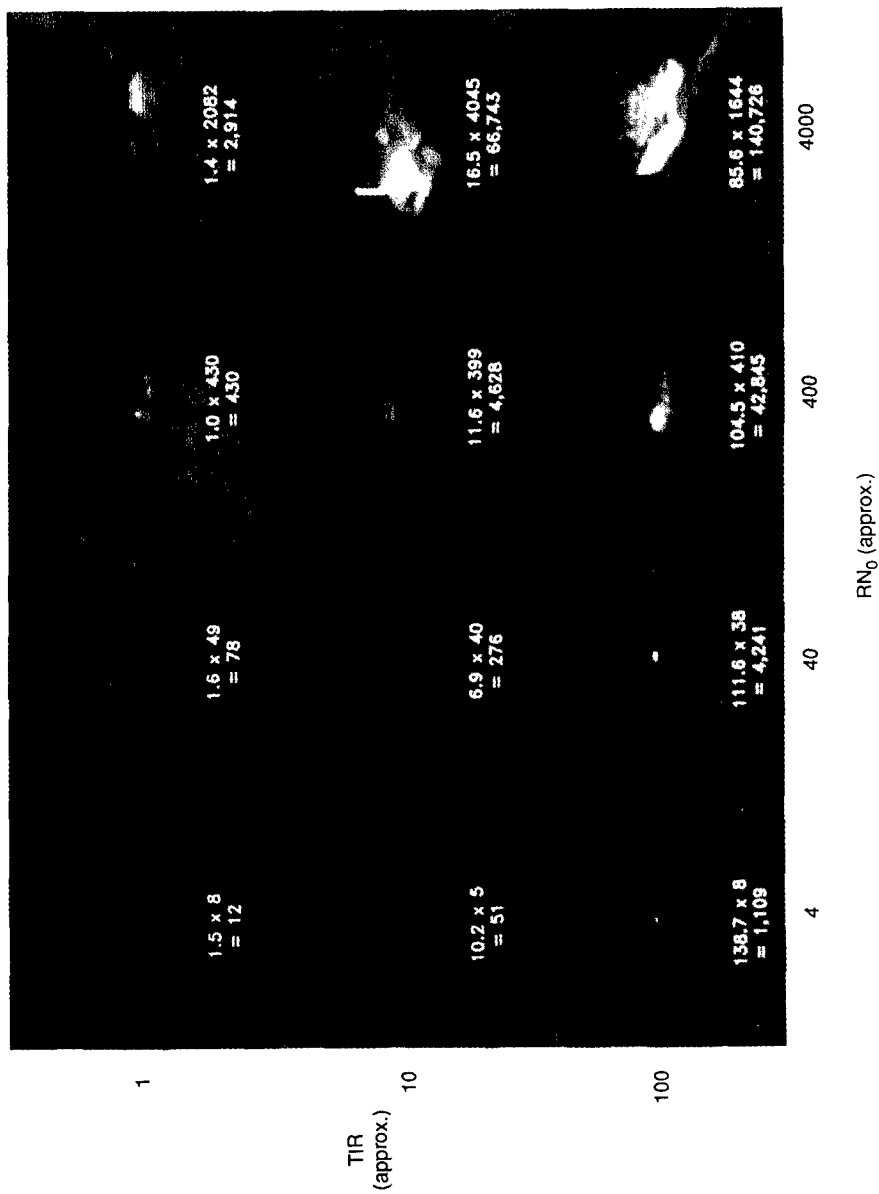 TIR
(approx.)
1
1.5 x 8
= 12
1.6 x 49
= 78
1.0 x 430
= 430
1.4 x 2082
= 2,914
10
10.2 x 5
= 51
6.9 x 40
= 276
11.6 x 399
= 4,628
16.5 x 4045
= 66,743
100
138.7 x 8
= 1,109
111.6 x 38
= 4,241
104.5 x 410
= 42,845
85.6 x 1644
= 140,726
4 40 400 4000
RN₀ (approx.)